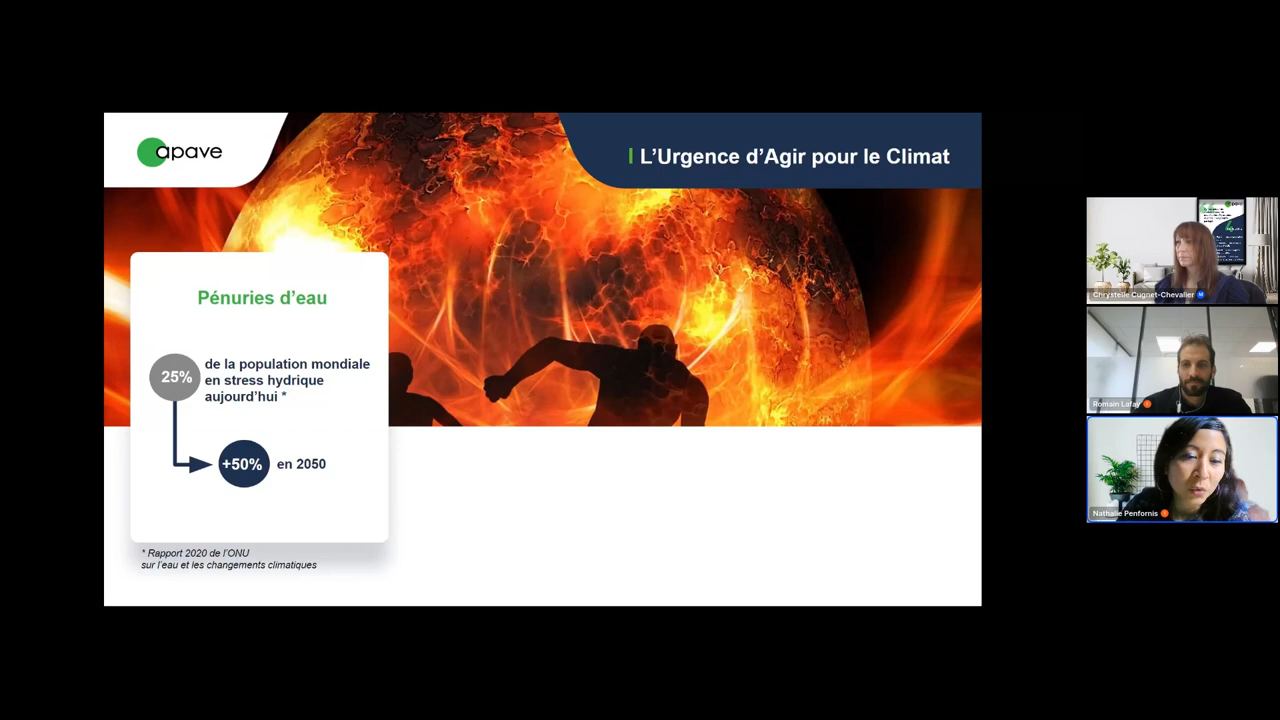 apave
L'Urgence d'Agir pour le Climat
Pénuries d'eau
25%
de la population mondiale
en stress hydrique
aujourd'hui *
+50% en 2050
* Rapport 2020 de l'ONU
sur l'eau et les changements climatiques
Chrystelle Cugnet-Chevalier
Romain Lafay
Nathalie Penfornis